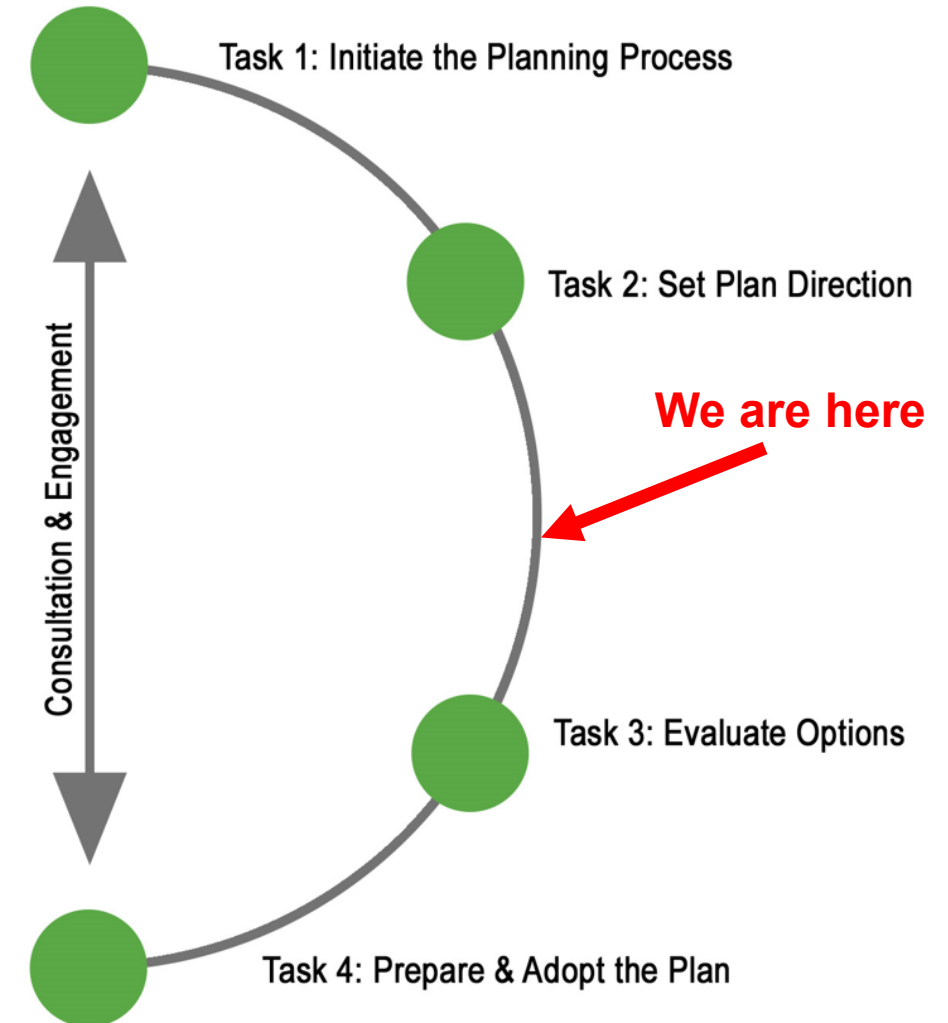 Task 1: Initiate the Planning Process
Task 2: Set Plan Direction
We are here
Consultation & Engagement
Task 3: Evaluate Options
Task 4: Prepare & Adopt the Plan